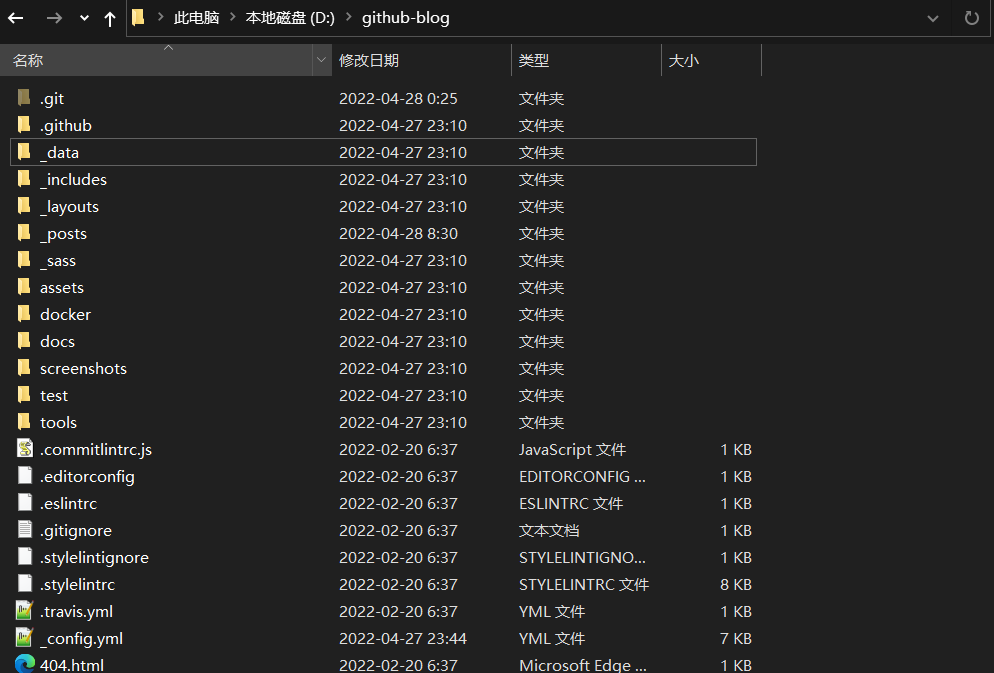 此电脑 本地磁盘 (D:) github-blog
名称 修改日期 类型 大小
.git 2022-04-28 0:25 文件夹
.github 2022-04-27 23:10 文件夹
_data 2022-04-27 23:10 文件夹
_includes 2022-04-27 23:10 文件夹
_layouts 2022-04-27 23:10 文件夹
_posts 2022-04-28 8:30 文件夹
_sass 2022-04-27 23:10 文件夹
assets 2022-04-27 23:10 文件夹
docker 2022-04-27 23:10 文件夹
docs 2022-04-27 23:10 文件夹
screenshots 2022-04-27 23:10 文件夹
test 2022-04-27 23:10 文件夹
tools 2022-04-27 23:10 文件夹
.commitlintrc.js 2022-02-20 6:37 JavaScript 文件 1 KB
.editorconfig 2022-02-20 6:37 EDITORCONFIG ... 1 KB
.eslintrc 2022-02-20 6:37 ESLINTRC 文件 1 KB
.gitignore 2022-02-20 6:37 文本文档 1 KB
.stylelintignore 2022-02-20 6:37 STYLELINTIGNO... 1 KB
.stylelintrc 2022-02-20 6:37 STYLELINTRC 文件 8 KB
.travis.yml 2022-02-20 6:37 YML 文件 1 KB
_config.yml 2022-04-27 23:44 YML 文件 7 KB
404.html 2022-02-20 6:37 Microsoft Edge ... 1 KB